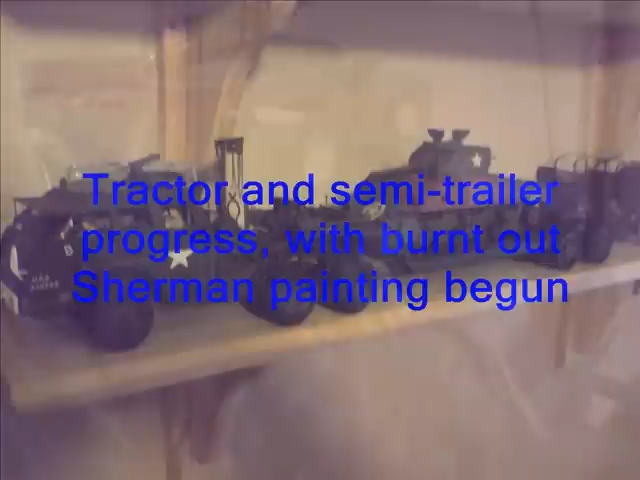 Tractor and semi-trailer
progress, with burnt out
Sherman painting begun